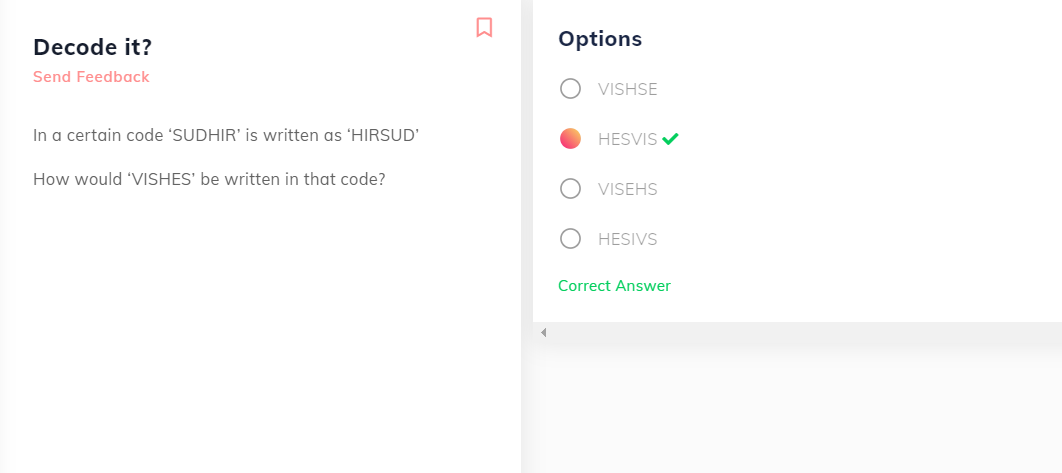 Decode it?
Send Feedback
In a certain code ‘SUDHIR’ is written as ‘HIRSUD’
How would ‘VISHES’ be written in that code?
Options
VISHSE
HESVIS
VISEHS
HESIVS
Correct Answer